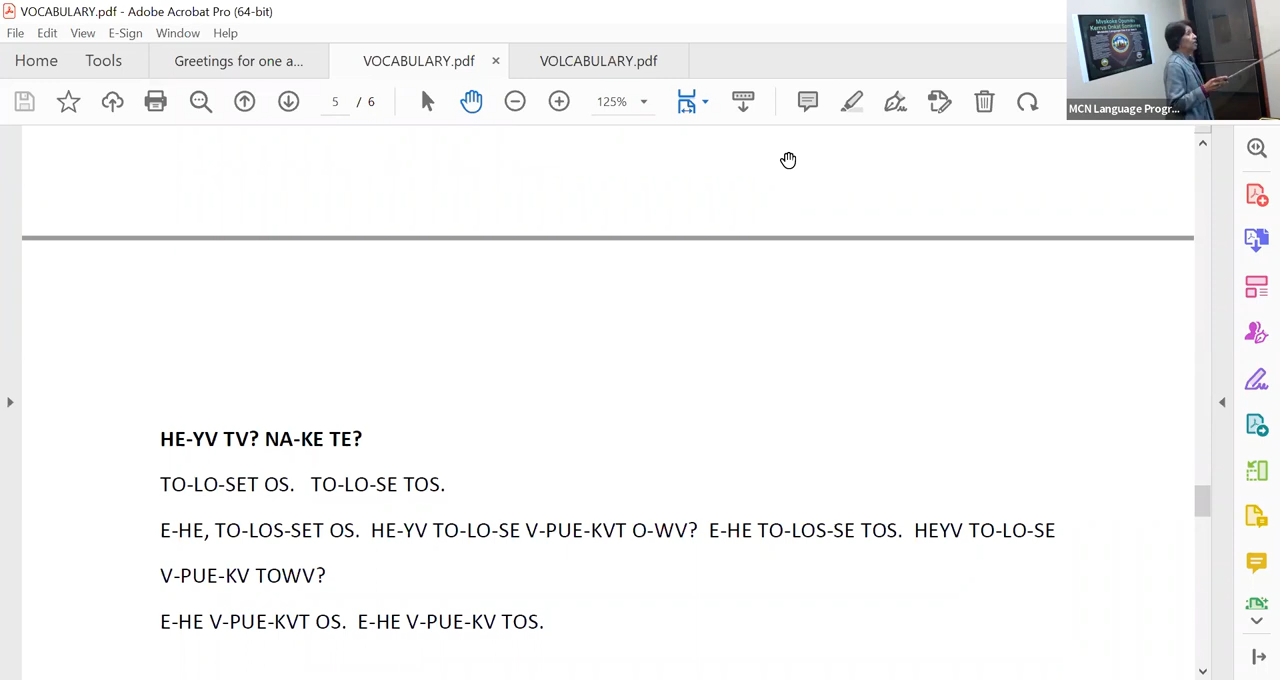 VOCABULARY.pdf - Adobe Acrobat Pro (64-bit)
File Edit View E-Sign Window Help
Home Tools Greetings for one a... VOCABULARY.pdf × VOLCABULARY.pdf
5 / 6 125%
Mvskoke Opunvkv
MCN Language Progr...
HE-YV TV? NA-KE TE?
TO-LO-SET OS. TO-LO-SE TOS.
E-HE, TO-LOS-SET OS. HE-YV TO-LO-SE V-PUE-KVT O-WV? E-HE TO-LOS-SE TOS. HEYV TO-LO-SE
V-PUE-KV TOWV?
E-HE V-PUE-KVT OS. E-HE V-PUE-KV TOS.